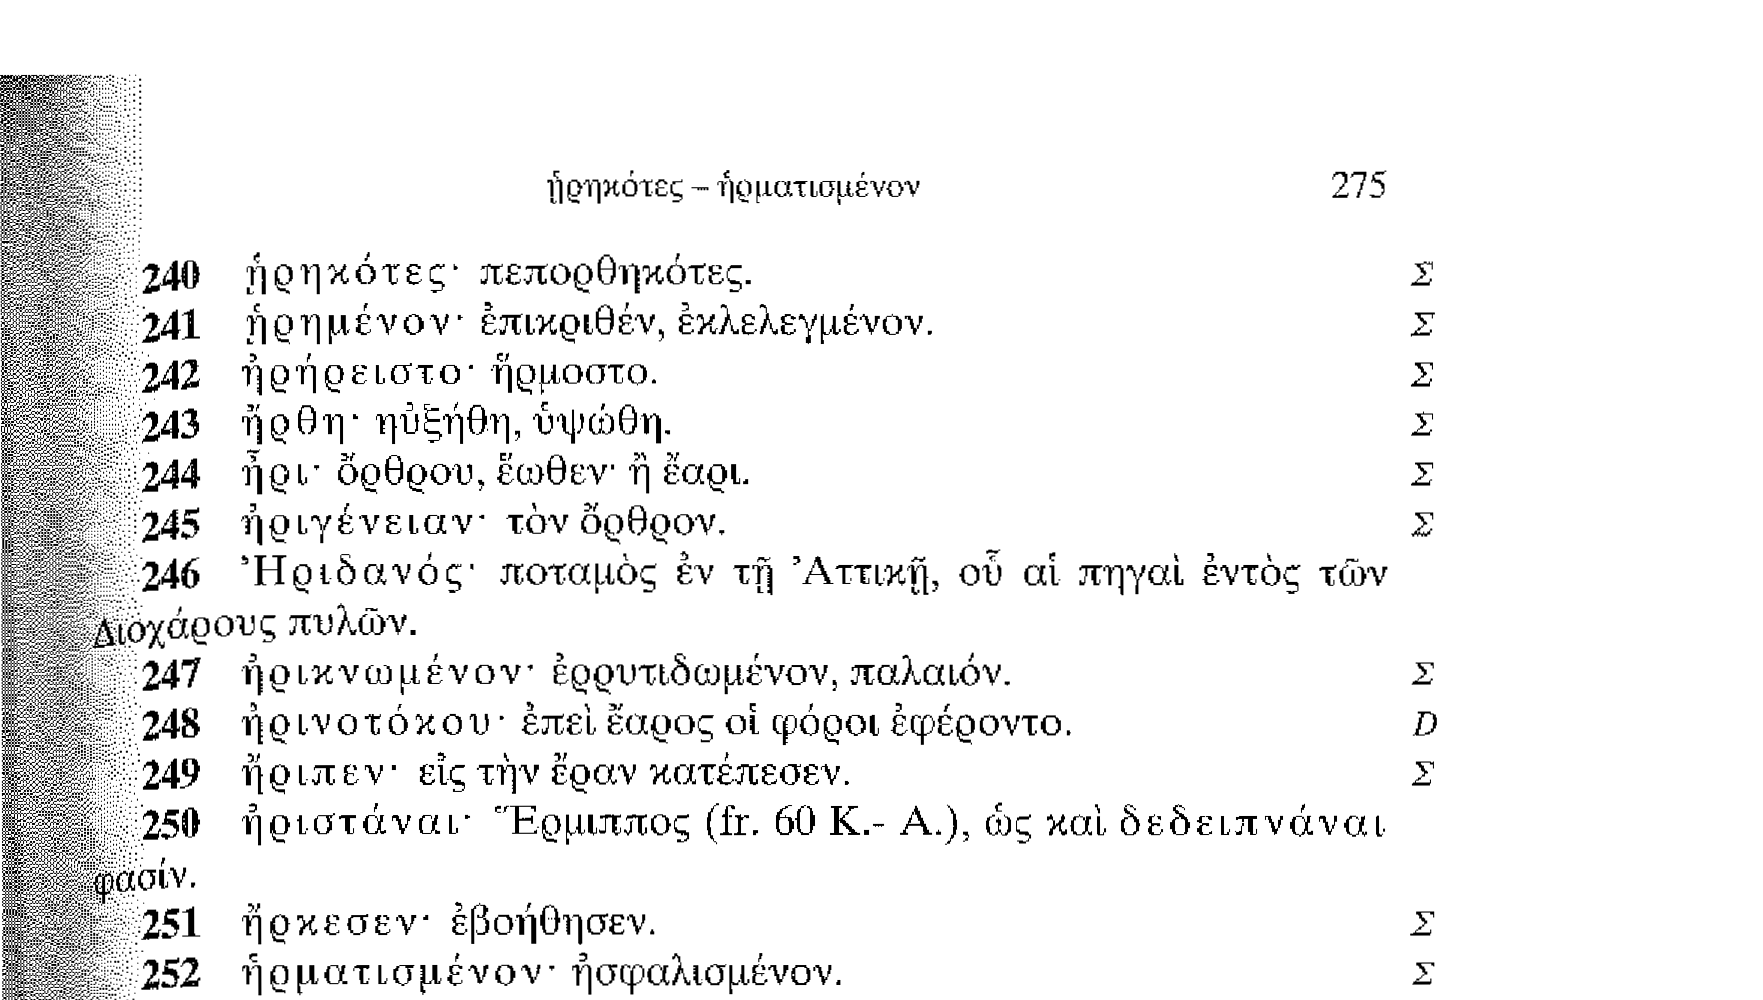 ᾑρηκότες – ἡρματισμένον 275
240 ᾑρηκότες· πεπορθηκότες. Σ
241 ᾑρημένον· ἐπικριθέν, ἐκλελεγμένον. Σ
242 ἠρήρειστο· ἥρμοστο. Σ
243 ἤρθη· ηὐξήθη, ὑψώθη. Σ
244 ἦρι· ὄρθρου, ἕωθεν· ἢ ἔαρι. Σ
245 ἠριγένειαν· τὸν ὄρθρον. Σ
246 Ἠριδανός· ποταμὸς ἐν τῇ Ἀττικῇ, οὗ αἱ πηγαὶ ἐντὸς τῶν
Διοχάρους πυλῶν.
247 ἠρικνωμένον· ἐρρυτιδωμένον, παλαιόν. Σ
248 ἠρινοτόκου· ἐπεὶ ἔαρος οἱ φόροι ἐφέροντο. D
249 ἤριπεν· εἰς τὴν ἔραν κατέπεσεν. Σ
250 ἠριστάναι· Ἕρμιππος (fr. 60 K.- A.), ὡς καὶ δεδειπνάναι
φασίν.
251 ἤρκεσεν· ἐβοήθησεν. Σ
252 ἡρματισμένον· ἠσφαλισμένον. Σ